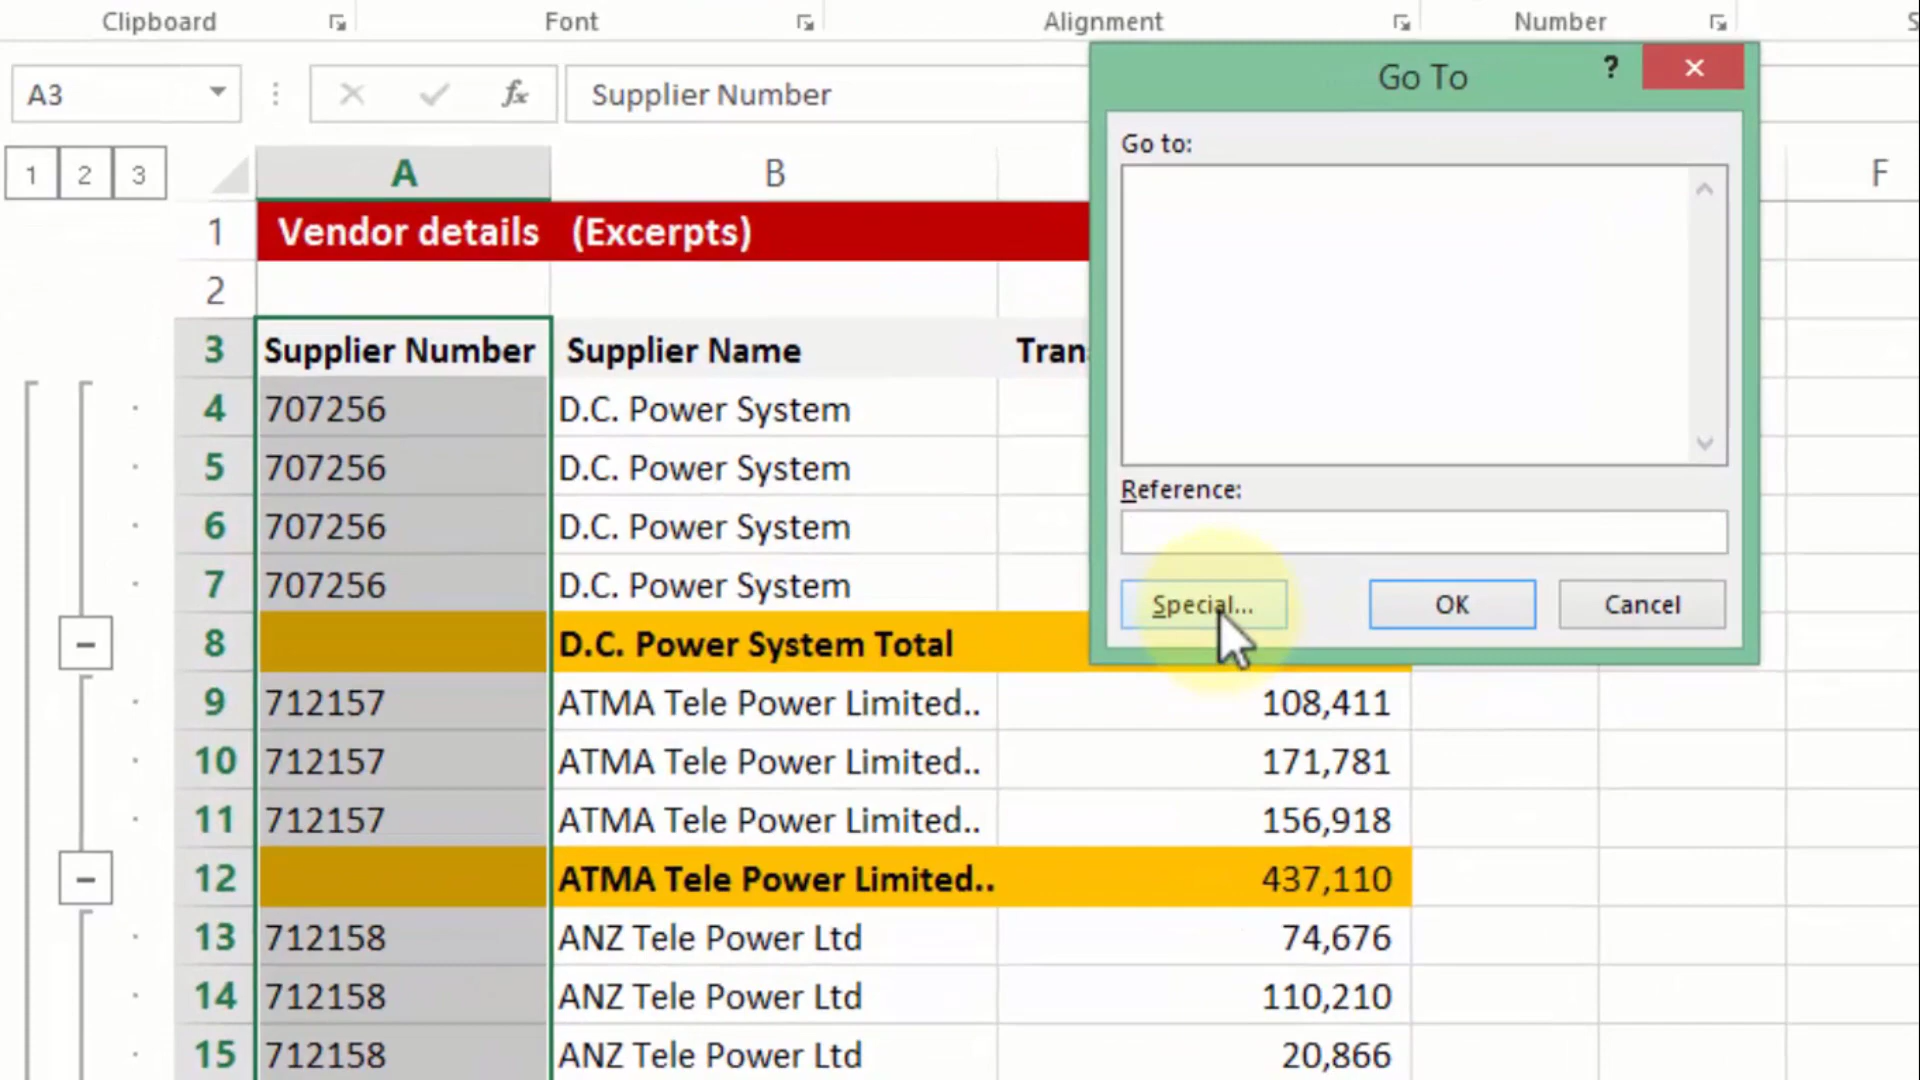 Clipboard Font Alignment Number S
A3 fx Supplier Number
Go To ? ×
Go to:
1 2 3 A B F
1 Vendor details (Excerpts)
2
3 Supplier Number Supplier Name Tran
4 707256 D.C. Power System
5 707256 D.C. Power System
Reference:
6 707256 D.C. Power System
7 707256 D.C. Power System
Special... OK Cancel
8 D.C. Power System Total
9 712157 ATMA Tele Power Limited.. 108,411
10 712157 ATMA Tele Power Limited.. 171,781
11 712157 ATMA Tele Power Limited.. 156,918
12 ATMA Tele Power Limited.. 437,110
13 712158 ANZ Tele Power Ltd 74,676
14 712158 ANZ Tele Power Ltd 110,210
15 712158 ANZ Tele Power Ltd 20,866